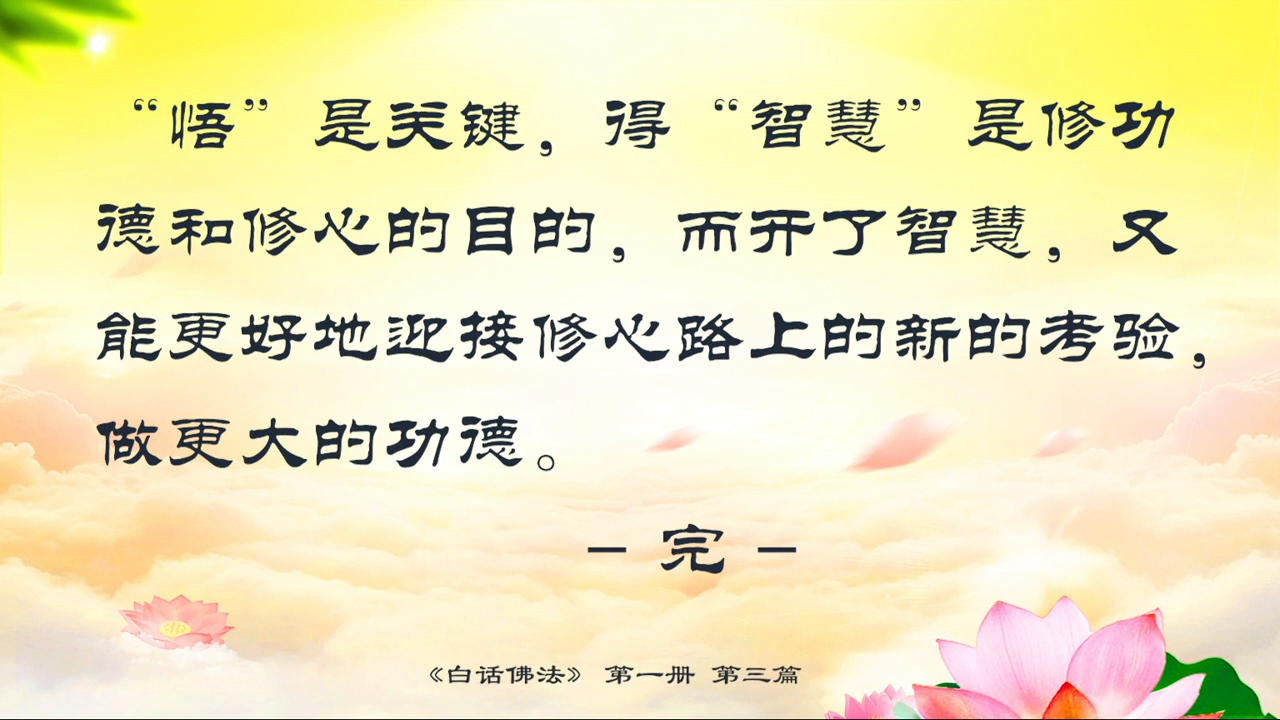 “悟”是关键，得“智慧”是修功
德和修心的目的，而开了智慧，又
能更好地迎接修心路上的新的考验，
做更大的功德。
－ 完 －
《白话佛法》 第一册 第三篇